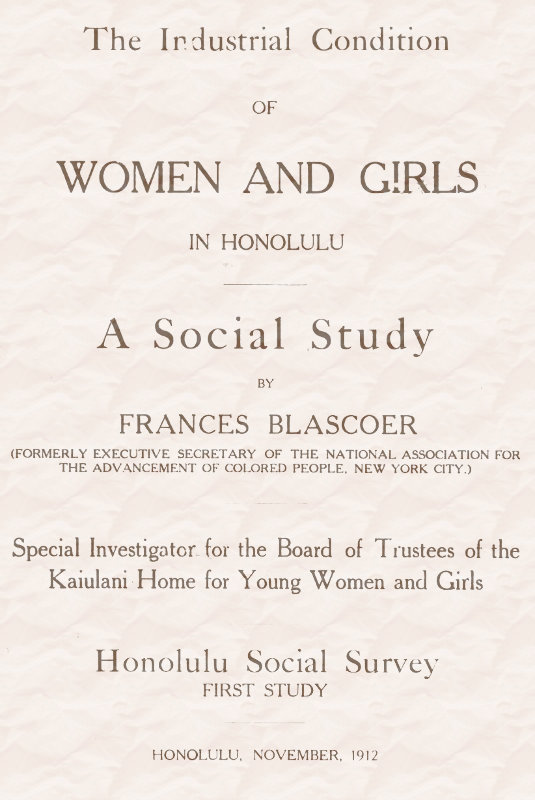 The Industrial Condition
OF
WOMEN AND GIRLS
IN HONOLULU
A Social Study
BY
FRANCES BLASCOER
(FORMERLY EXECUTIVE SECRETARY OF THE NATIONAL ASSOCIATION FOR
THE ADVANCEMENT OF COLORED PEOPLE, NEW YORK CITY.)
Special Investigator for the Board of Trustees of the
Kaiulani Home for Young Women and Girls
Honolulu Social Survey
FIRST STUDY
HONOLULU, NOVEMBER, 1912